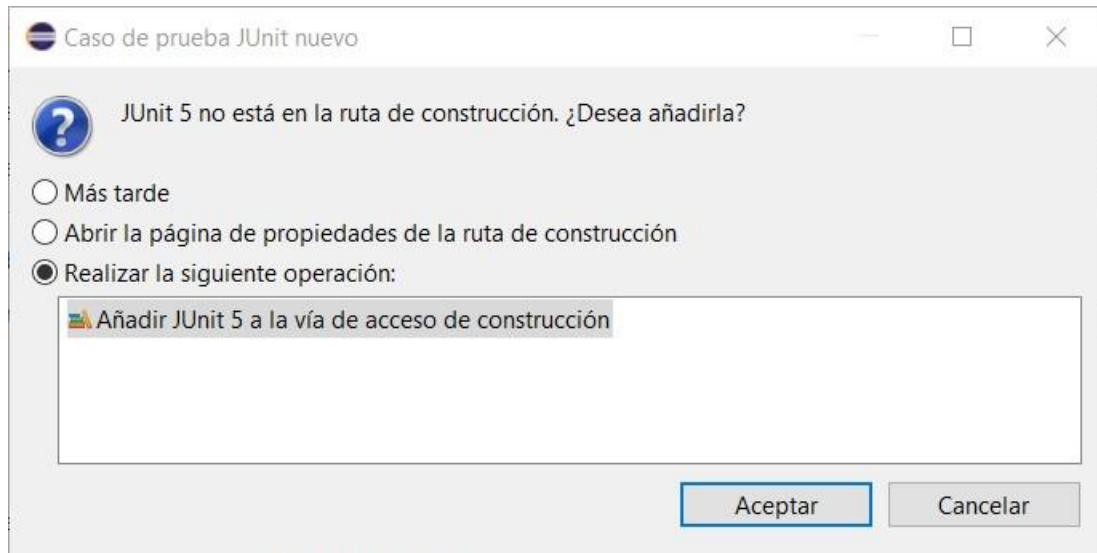 Caso de prueba JUnit nuevo
JUnit 5 no está en la ruta de construcción. ¿Desea añadirla?
Más tarde
Abrir la página de propiedades de la ruta de construcción
Realizar la siguiente operación:
Añadir JUnit 5 a la vía de acceso de construcción
Aceptar
Cancelar